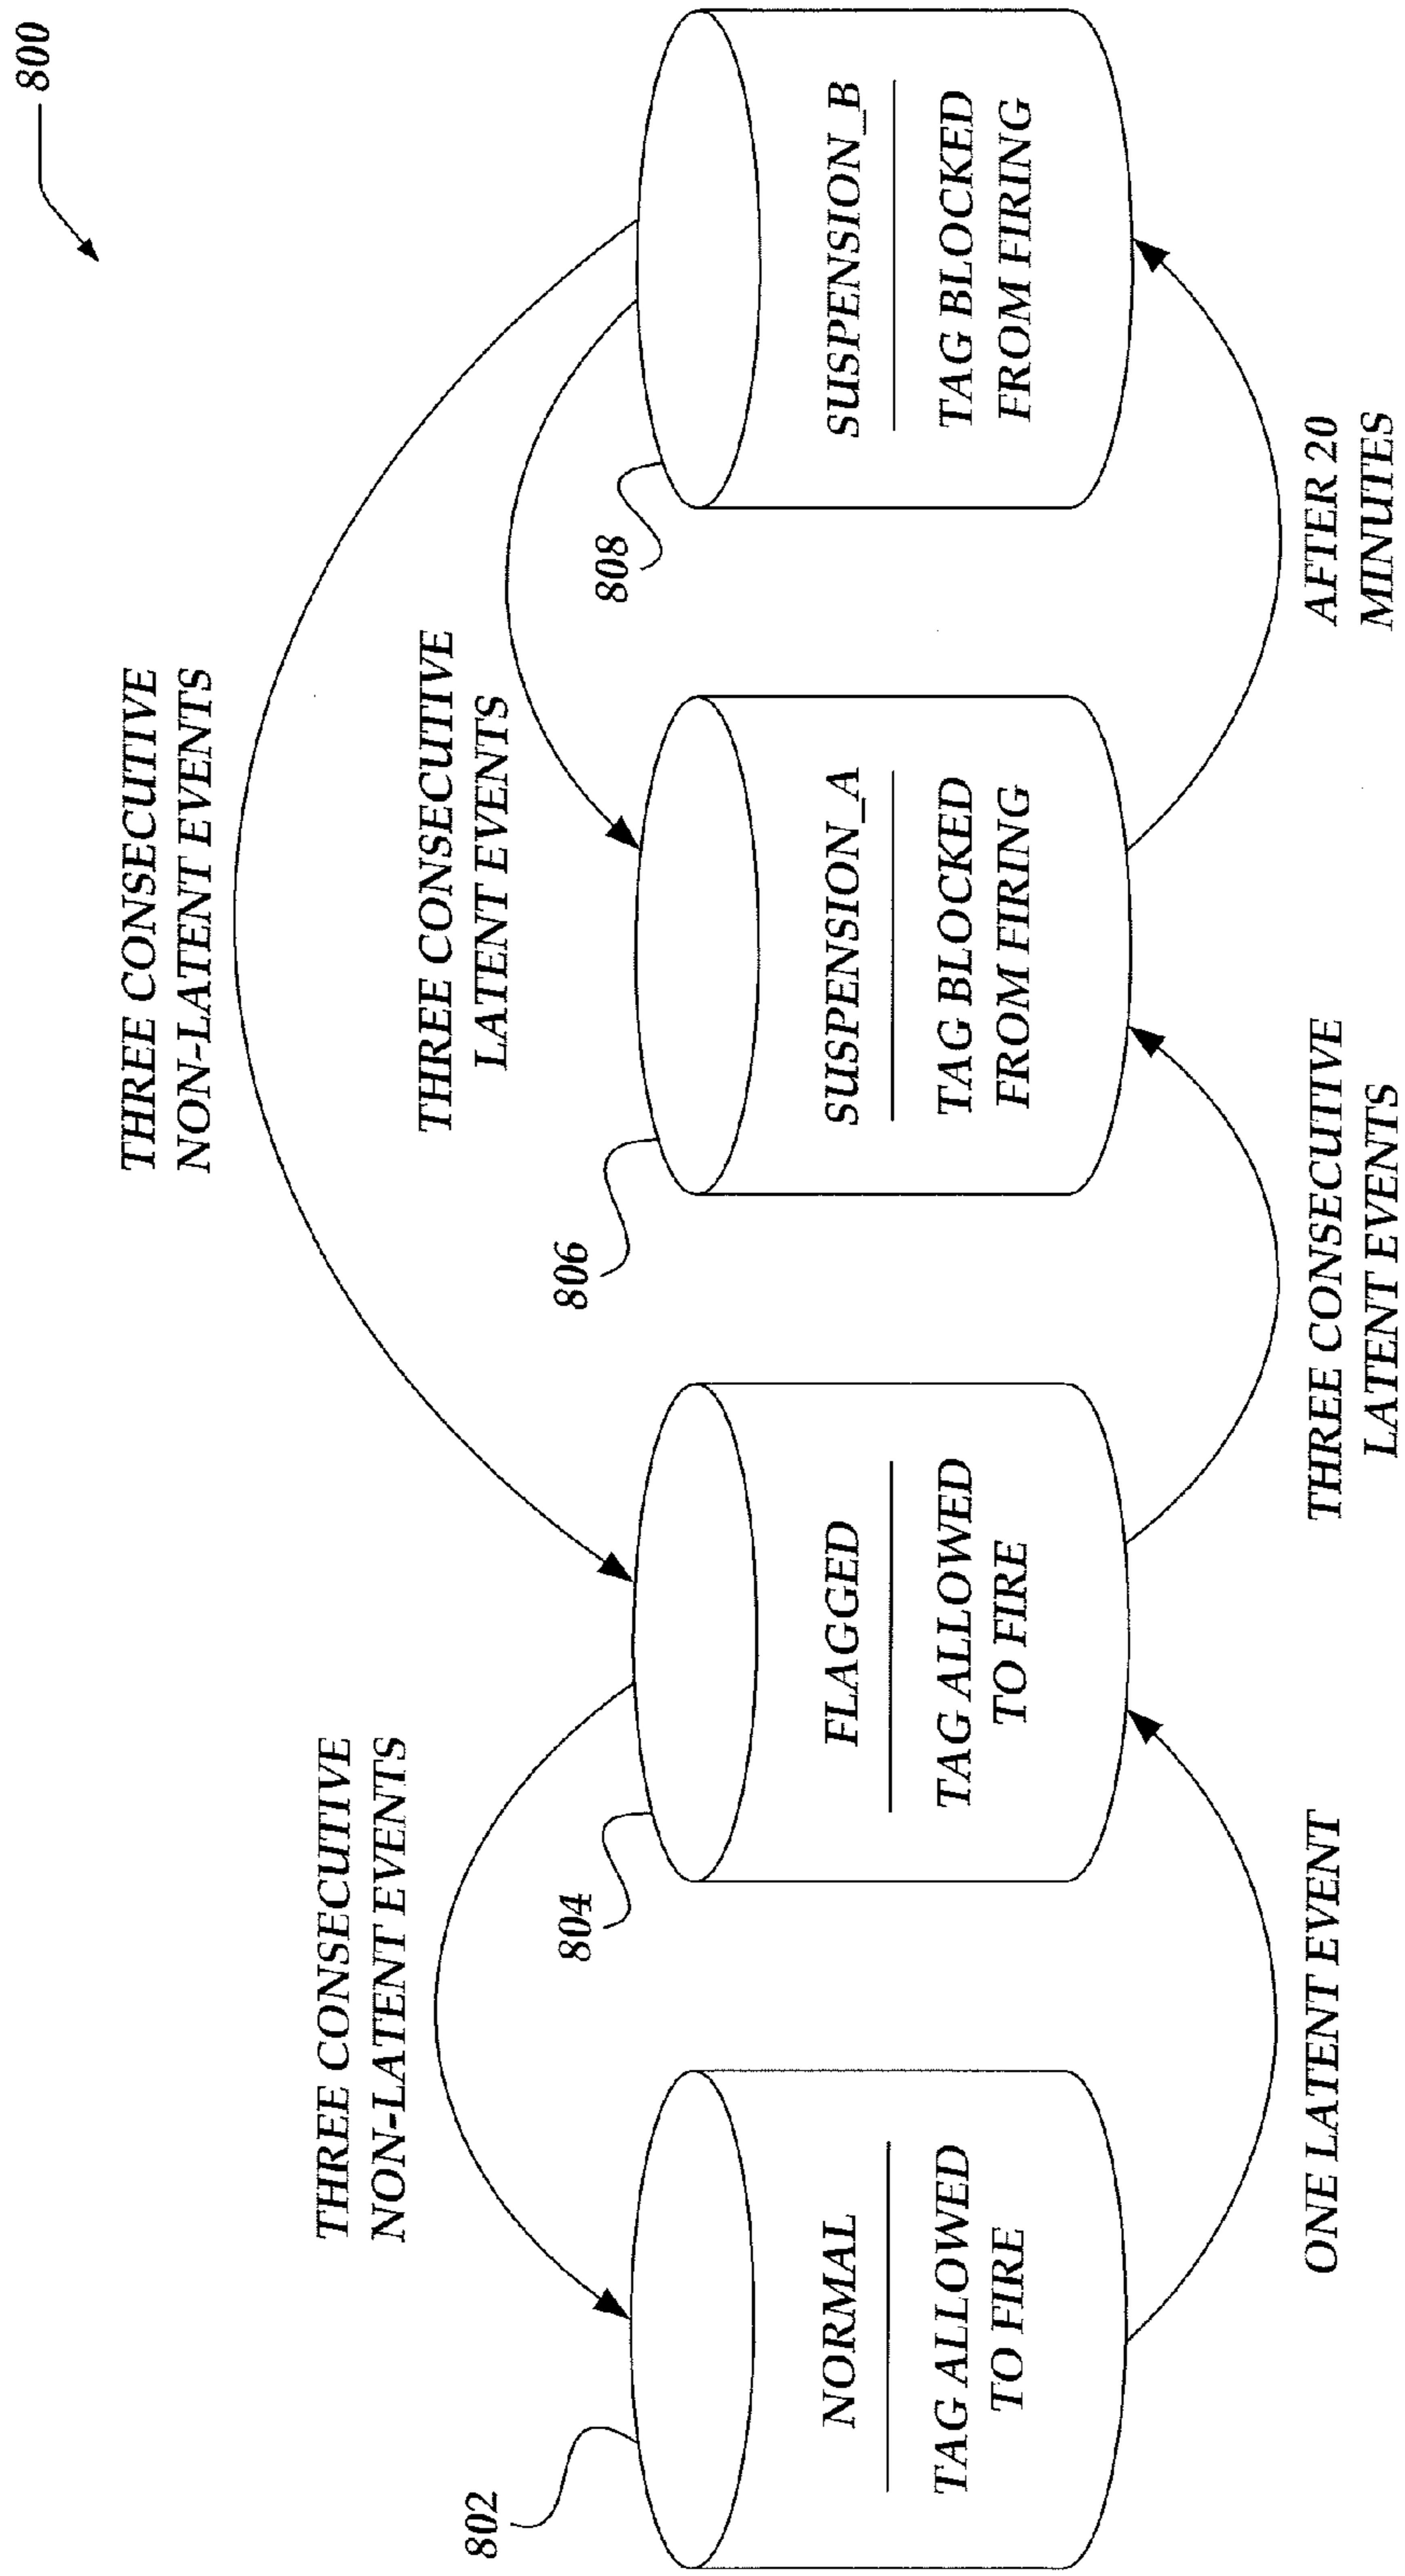 800
THREE CONSECUTIVE
NON-LATENT EVENTS
THREE CONSECUTIVE
NON-LATENT EVENTS
THREE CONSECUTIVE
LATENT EVENTS
802
804
806
808
NORMAL
TAG ALLOWED
TO FIRE
FLAGGED
TAG ALLOWED
TO FIRE
SUSPENSION_A
TAG BLOCKED
FROM FIRING
SUSPENSION_B
TAG BLOCKED
FROM FIRING
ONE LATENT EVENT
THREE CONSECUTIVE
LATENT EVENTS
AFTER 20
MINUTES